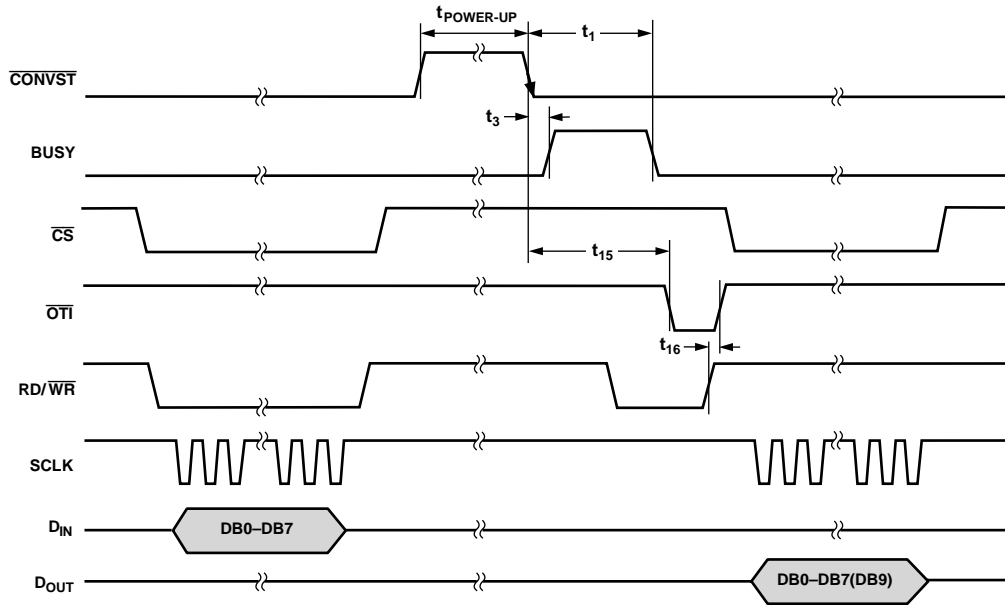 tPOWER-UP
t1
CONVST
t3
BUSY
CS
t15
OTI
t16
RD/WR
SCLK
DIN
DB0–DB7
DOUT
DB0–DB7(DB9)